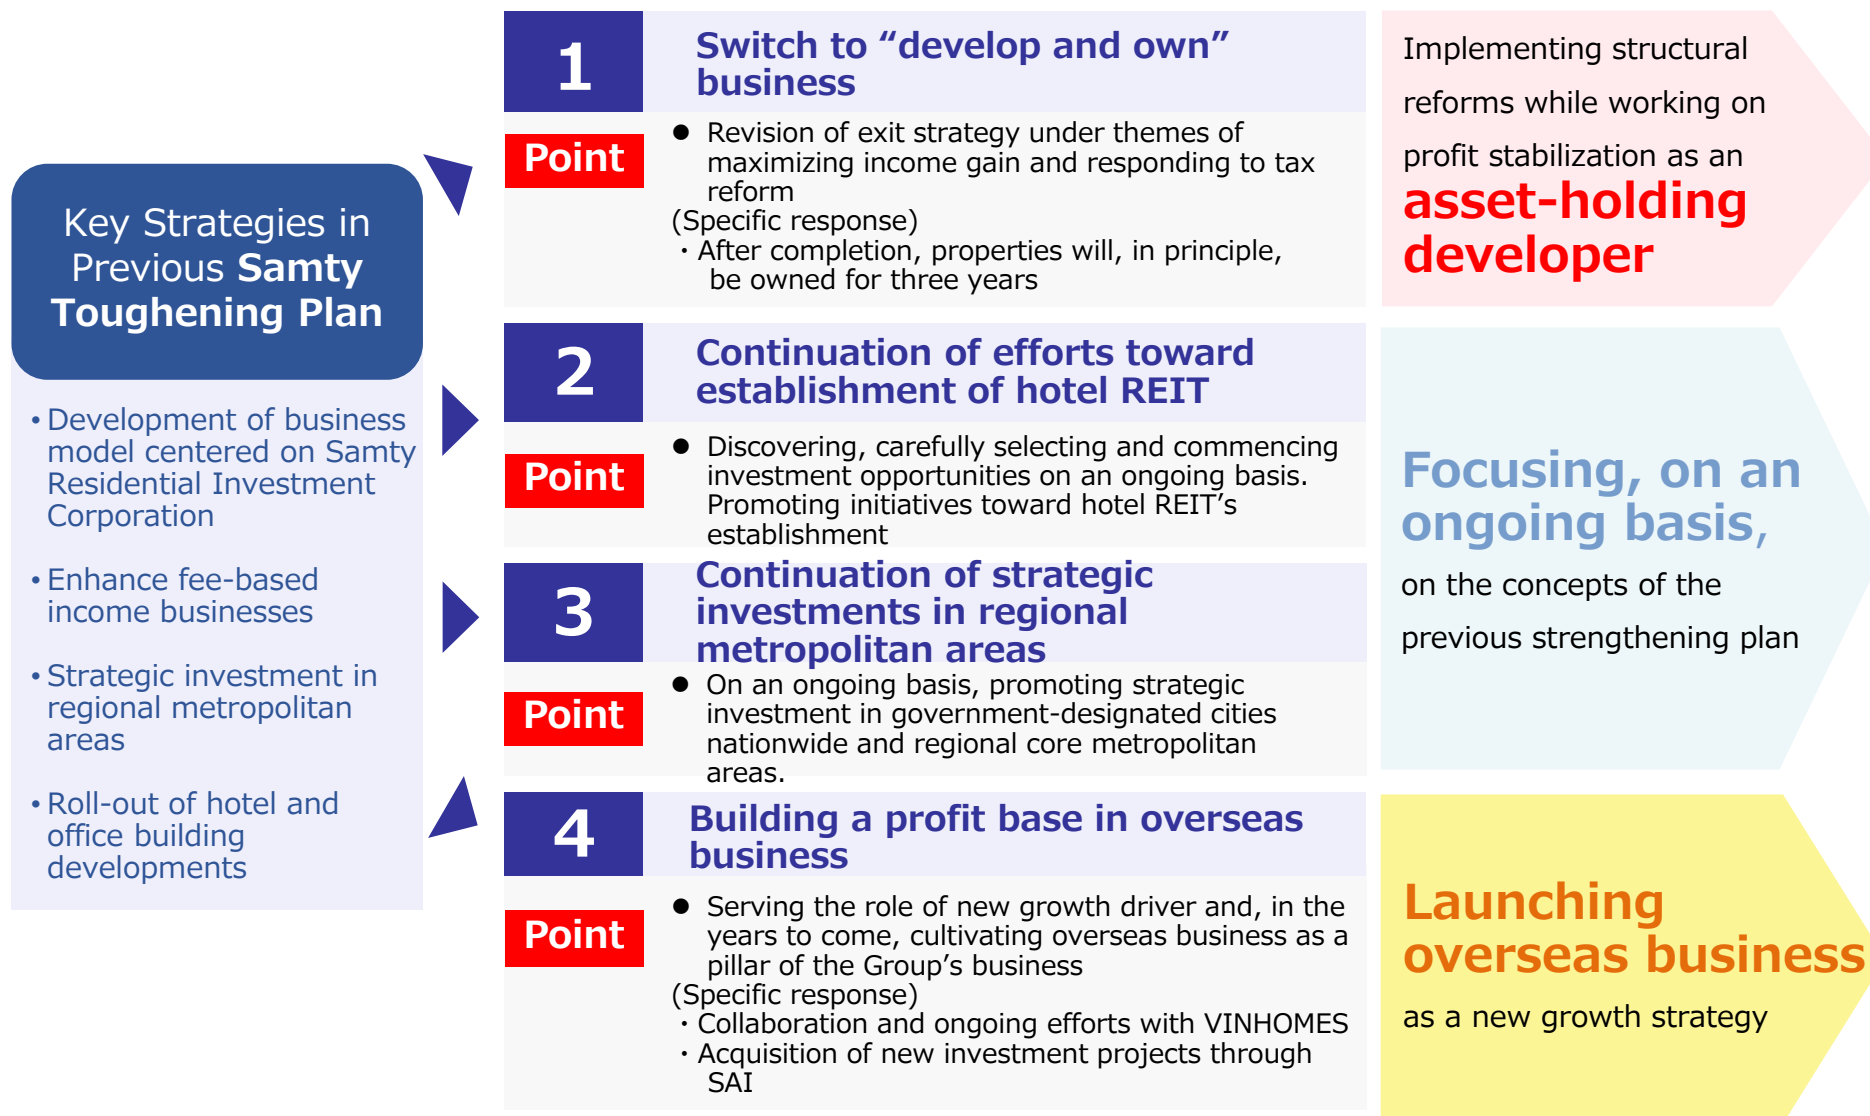 Key Strategies in
Previous Samty
Toughening Plan
• Development of business
model centered on Samty
Residential Investment
Corporation
• Enhance fee-based
income businesses
• Strategic investment in
regional metropolitan
areas
• Roll-out of hotel and
office building
developments
1
Switch to “develop and own”
business
Point
● Revision of exit strategy under themes of
maximizing income gain and responding to tax
reform
(Specific response)
・After completion, properties will, in principle,
be owned for three years
2
Continuation of efforts toward
establishment of hotel REIT
Point
● Discovering, carefully selecting and commencing
investment opportunities on an ongoing basis.
Promoting initiatives toward hotel REIT’s
establishment
3
Continuation of strategic
investments in regional
metropolitan areas
Point
● On an ongoing basis, promoting strategic
investment in government-designated cities
nationwide and regional core metropolitan
areas.
4
Building a profit base in overseas
business
Point
● Serving the role of new growth driver and, in the
years to come, cultivating overseas business as a
pillar of the Group’s business
(Specific response)
・Collaboration and ongoing efforts with VINHOMES
・Acquisition of new investment projects through
SAI
Implementing structural
reforms while working on
profit stabilization as an
asset-holding
developer
Focusing, on an
ongoing basis,
on the concepts of the
previous strengthening plan
Launching
overseas business
as a new growth strategy